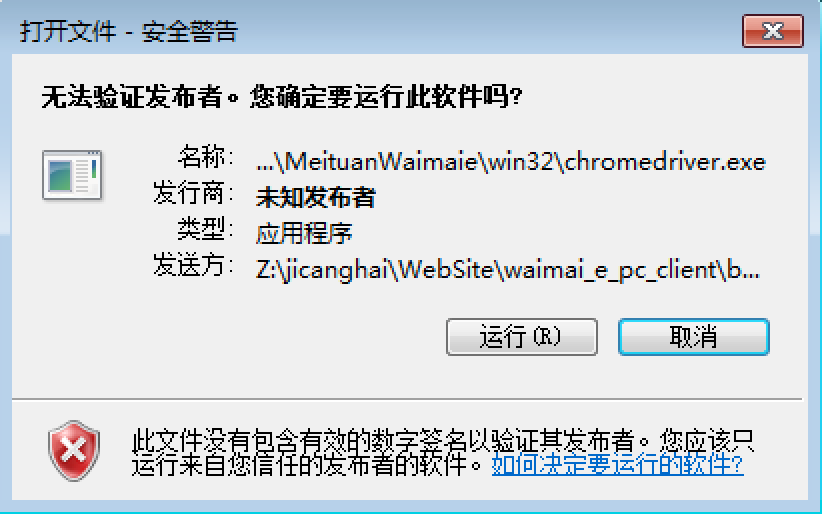 打开文件 - 安全警告
无法验证发布者。您确定要运行此软件吗?
名称: ...\MeituanWaimaie\win32\chromedriver.exe
发行商: 未知发布者
类型: 应用程序
发送方: Z:\jicanghai\WebSite\waimai_e_pc_client\b...
运行(R) 取消
此文件没有包含有效的数字签名以验证其发布者。您应该只
运行来自您信任的发布者的软件。如何决定要运行的软件?